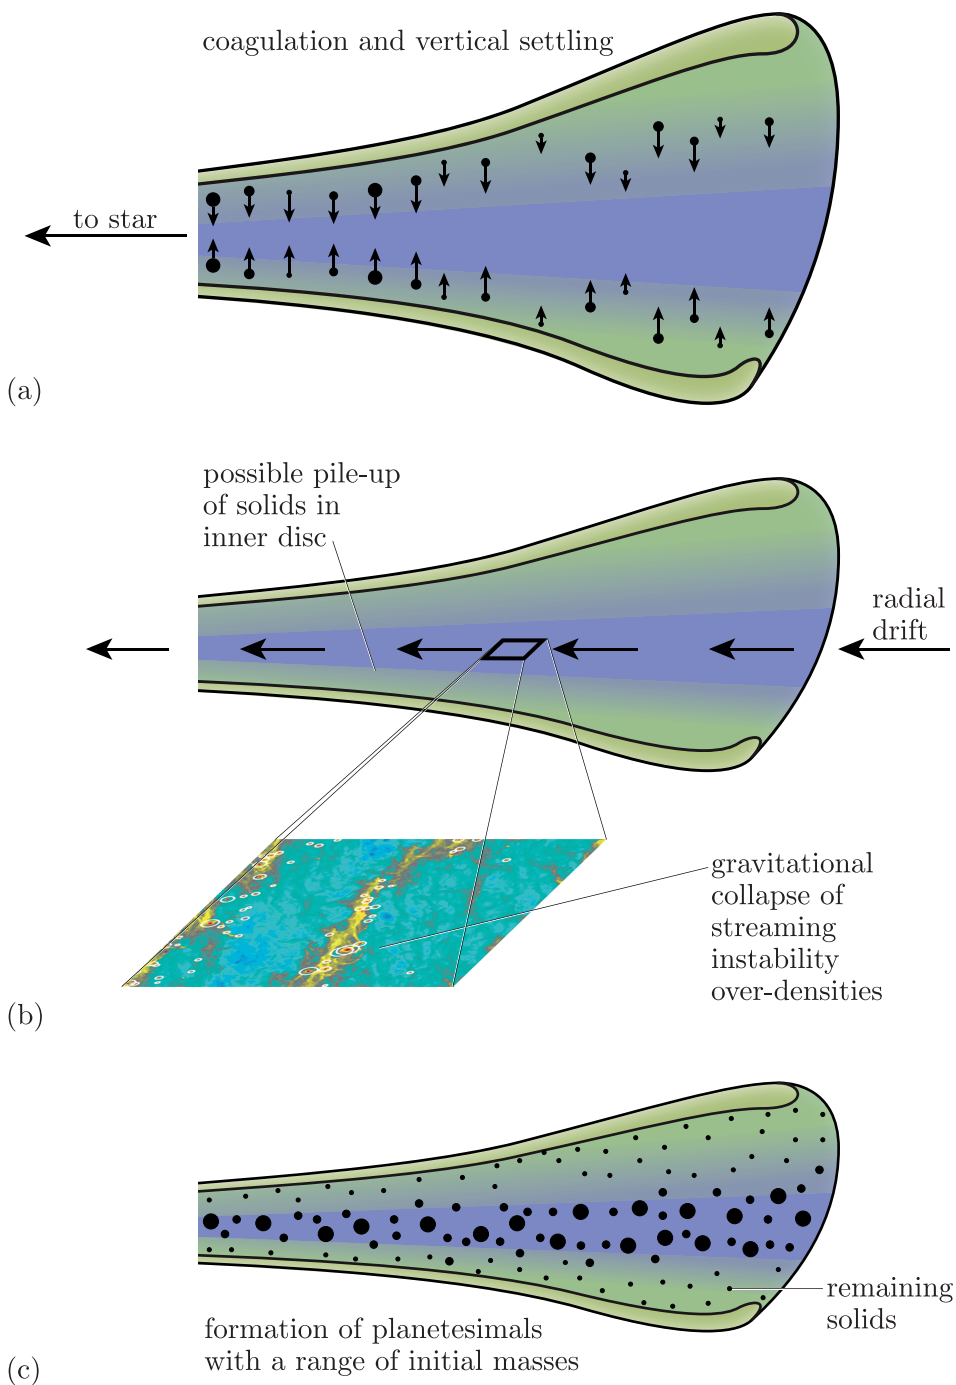 coagulation and vertical settling
to star
(a)
possible pile-up
of solids in
inner disc
radial
drift
gravitational
collapse of
streaming
instability
over-densities
(b)
remaining
solids
formation of planetesimals
with a range of initial masses
(c)